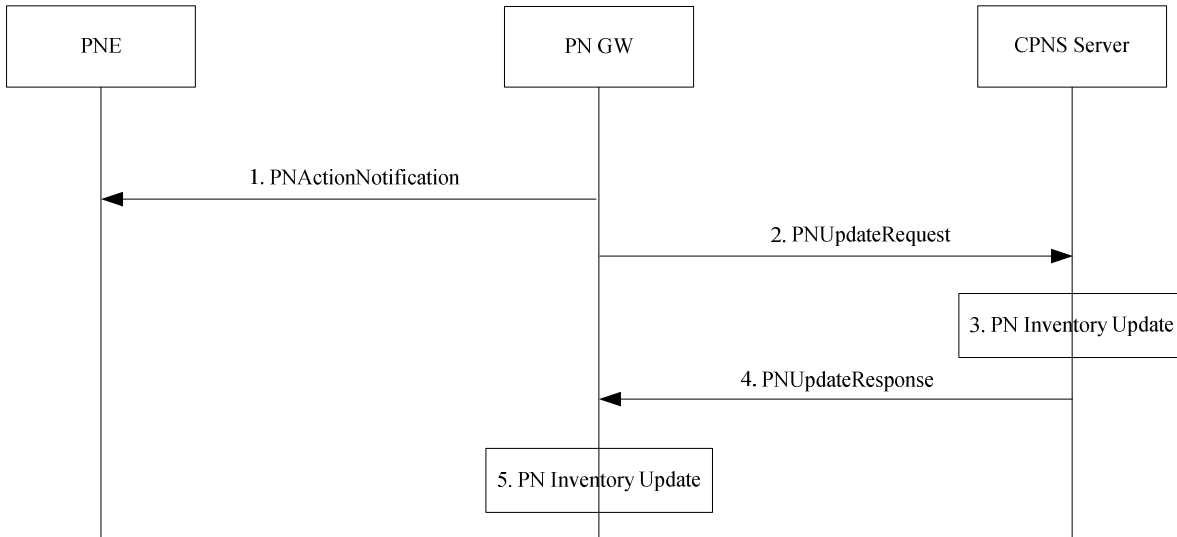 PNE
PN GW
CPNS Server
1. PNActionNotification
2. PNUpdateRequest
3. PN Inventory Update
4. PNUpdateResponse
5. PN Inventory Update